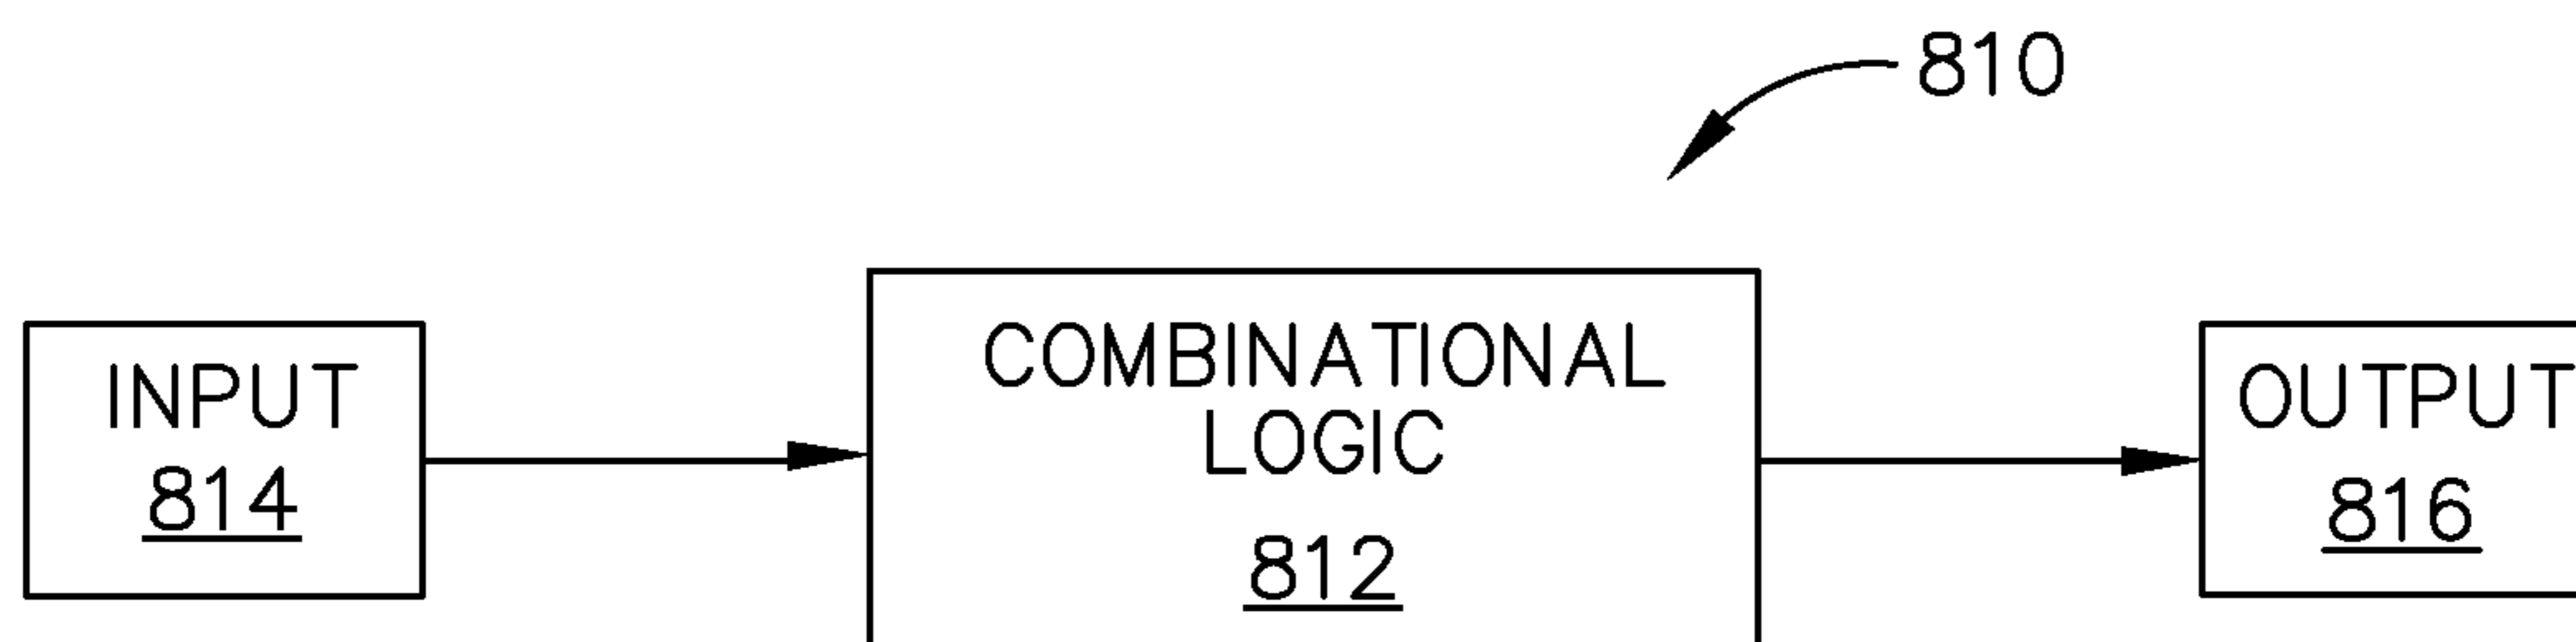 810
INPUT
814
COMBINATIONAL
LOGIC
812
OUTPUT
816